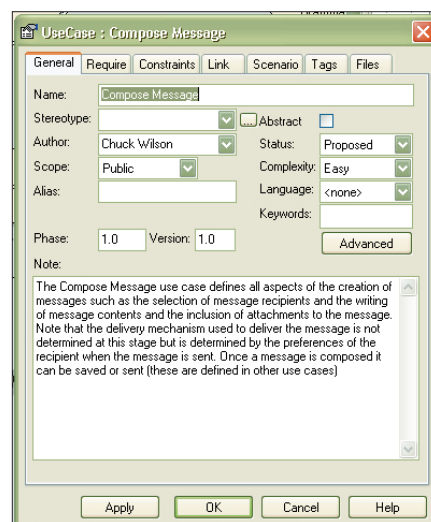 UseCase : Compose Message
General Require Constraints Link Scenario Tags Files
Name: Compose Message
Stereotype: ... Abstract
Author: Chuck Wilson Status: Proposed
Scope: Public Complexity: Easy
Alias: Language: <none>
Keywords:
Phase: 1.0 Version: 1.0 Advanced
Note:
The Compose Message use case defines all aspects of the creation of
messages such as the selection of message recipients and the writing
of message contents and the inclusion of attachments to the message.
Note that the delivery mechanism used to deliver the message is not
determined at this stage but is determined by the preferences of the
recipient when the message is sent. Once a message is composed it
can be saved or sent (these are defined in other use cases)
Apply OK Cancel Help